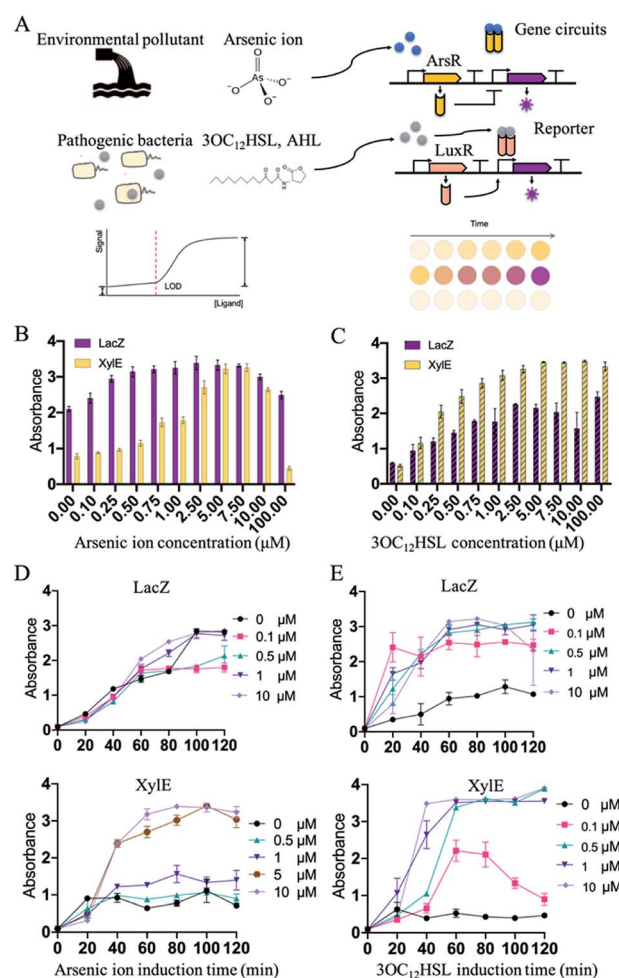 A
Environmental pollutant
Arsenic ion
Gene circuits
ArsR
O
O⁻
As
O⁻
O⁻
Pathogenic bacteria
3OC₁₂HSL, AHL
Reporter
LuxR
O
O
O
N
H
O
Signal
LOD
[Ligand]
Time
B
LacZ
XylE
Absorbance
3
2
1
0
0.00
0.10
0.25
0.50
0.75
1.00
2.50
5.00
7.50
10.00
100.00
Arsenic ion concentration (μM)
C
LacZ
XylE
Absorbance
4
3
2
1
0
0.00
0.10
0.25
0.50
0.75
1.00
2.50
5.00
7.50
10.00
100.00
3OC₁₂HSL concentration (μM)
D
LacZ
Absorbance
4
3
2
1
0
0 20 40 60 80 100 120
0 μM
0.1 μM
0.5 μM
1 μM
10 μM
E
LacZ
Absorbance
4
3
2
1
0
0 20 40 60 80 100 120
0 μM
0.1 μM
0.5 μM
1 μM
10 μM
XylE
Absorbance
4
3
2
1
0
0 20 40 60 80 100 120
0 μM
0.5 μM
1 μM
5 μM
10 μM
Arsenic ion induction time (min)
XylE
Absorbance
4
3
2
1
0
0 20 40 60 80 100 120
0 μM
0.1 μM
0.5 μM
1 μM
10 μM
3OC₁₂HSL induction time (min)